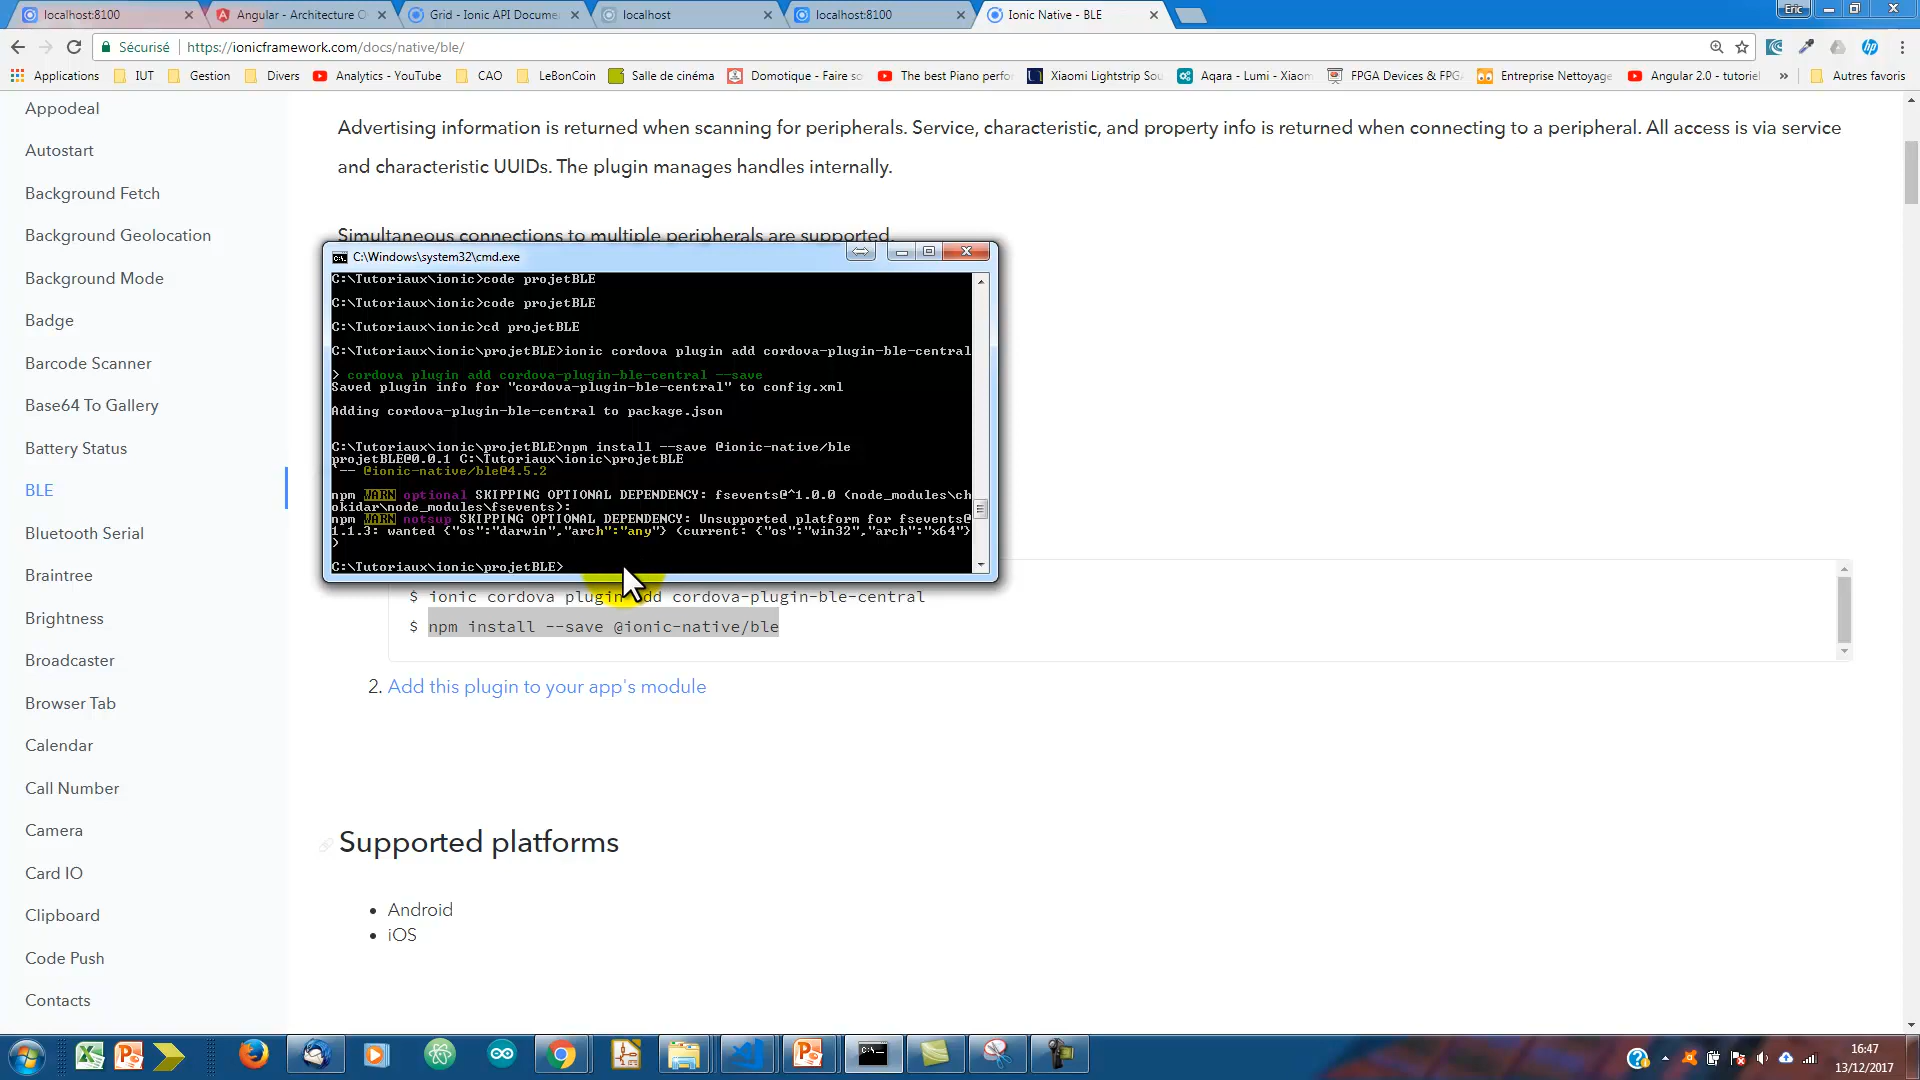 localhost:8100
Angular - Architecture O
Grid - Ionic API Docume
localhost
localhost:8100
Ionic Native - BLE
Eric
Sécurisé
https://ionicframework.com/docs/native/ble/
Applications
IUT
Gestion
Divers
Analytics - YouTube
CAO
LeBonCoin
Salle de cinéma
Domotique - Faire so
The best Piano perfo
Xiaomi Lightstrip Sou
Aqara - Lumi - Xiaom
FPGA Devices & FPG
Entreprise Nettoyage
Angular 2.0 - tutoriel
»
Autres favoris
Appodeal
Autostart
Background Fetch
Background Geolocation
Background Mode
Badge
Barcode Scanner
Base64 To Gallery
Battery Status
BLE
Bluetooth Serial
Braintree
Brightness
Broadcaster
Browser Tab
Calendar
Call Number
Camera
Card IO
Clipboard
Code Push
Contacts
Advertising information is returned when scanning for peripherals. Service, characteristic, and property info is returned when connecting to a peripheral. All access is via service
and characteristic UUIDs. The plugin manages handles internally.
Simultaneous connections to multiple peripherals are supported.
C:\Windows\system32\cmd.exe
C:\Tutoriaux\ionic>code projetBLE
C:\Tutoriaux\ionic>code projetBLE
C:\Tutoriaux\ionic>cd projetBLE
C:\Tutoriaux\ionic\projetBLE>ionic cordova plugin add cordova-plugin-ble-central
> cordova plugin add cordova-plugin-ble-central --save
Saved plugin info for "cordova-plugin-ble-central" to config.xml
Adding cordova-plugin-ble-central to package.json
C:\Tutoriaux\ionic\projetBLE>npm install --save @ionic-native/ble
projetBLE@0.0.1 C:\Tutoriaux\ionic\projetBLE
`-- @ionic-native/ble@4.5.2
npm WARN optional SKIPPING OPTIONAL DEPENDENCY: fsevents@^1.0.0 (node_modules\ch
okidar\node_modules\fsevents):
npm WARN notsup SKIPPING OPTIONAL DEPENDENCY: Unsupported platform for fsevents@
1.1.3: wanted {"os":"darwin","arch":"any"} (current: {"os":"win32","arch":"x64"}
)
C:\Tutoriaux\ionic\projetBLE>
$ ionic cordova plugin add cordova-plugin-ble-central
$ npm install --save @ionic-native/ble
2. Add this plugin to your app's module
Supported platforms
• Android
• iOS
16:47
13/12/2017